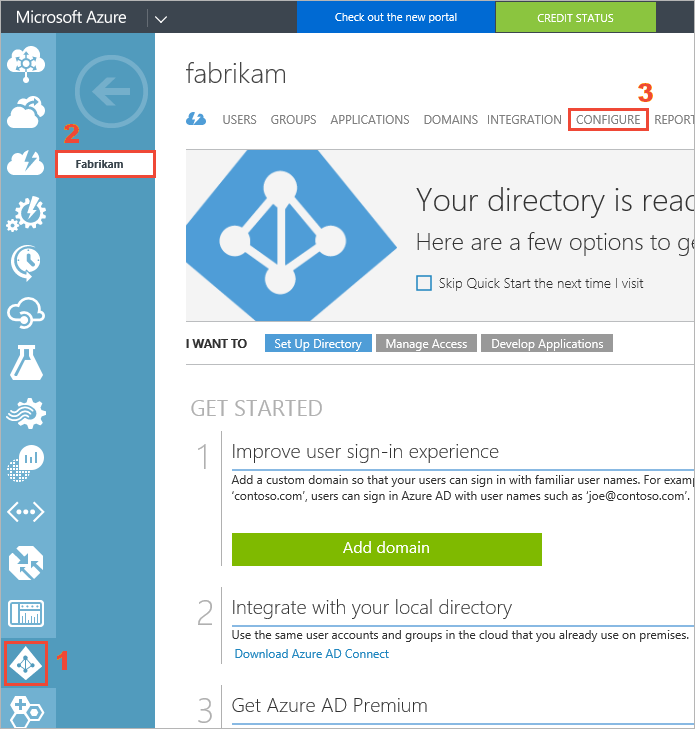 Microsoft Azure
Check out the new portal
CREDIT STATUS
fabrikam
3
USERS GROUPS APPLICATIONS DOMAINS INTEGRATION CONFIGURE REPORT
2
Fabrikam
Your directory is read
Here are a few options to ge
Skip Quick Start the next time I visit
I WANT TO Set Up Directory Manage Access Develop Applications
GET STARTED
1 Improve user sign-in experience
Add a custom domain so that your users can sign in with familiar user names. For examp
'contoso.com', users can sign in Azure AD with user names such as 'joe@contoso.com'.
Add domain
2 Integrate with your local directory
Use the same user accounts and groups in the cloud that you already use on premises.
Download Azure AD Connect
1
3 Get Azure AD Premium